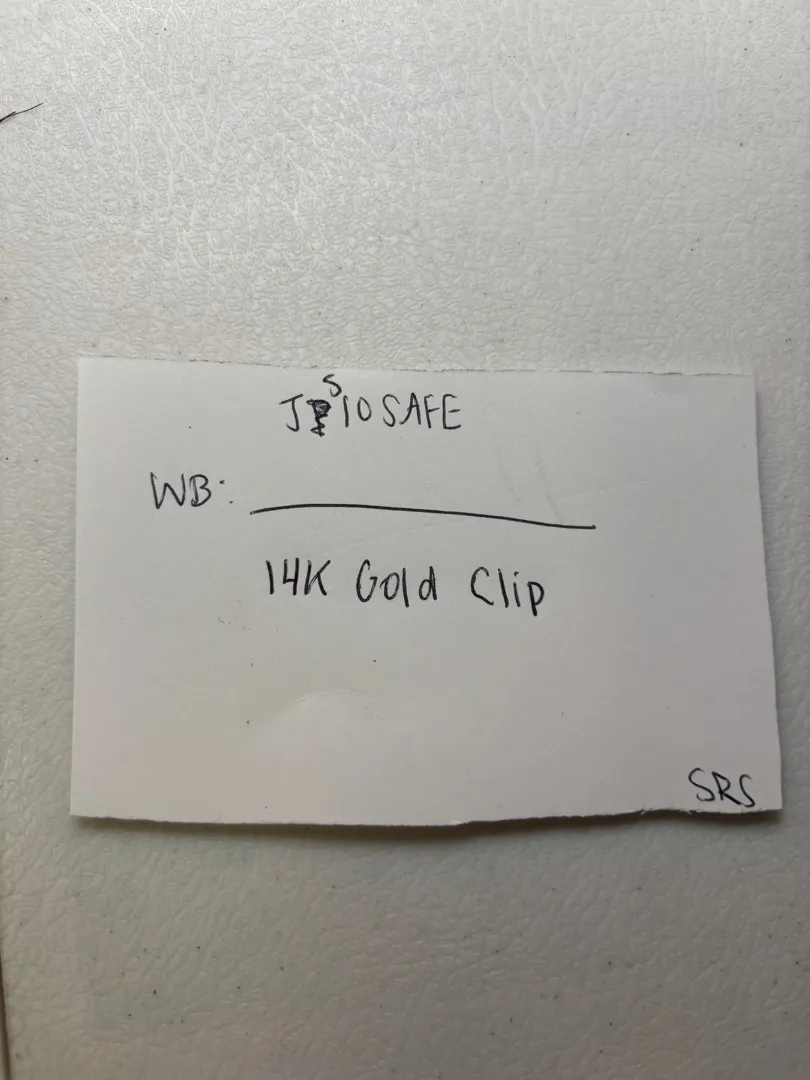 JS10SAFE
WB:
14K Gold Clip
SRS